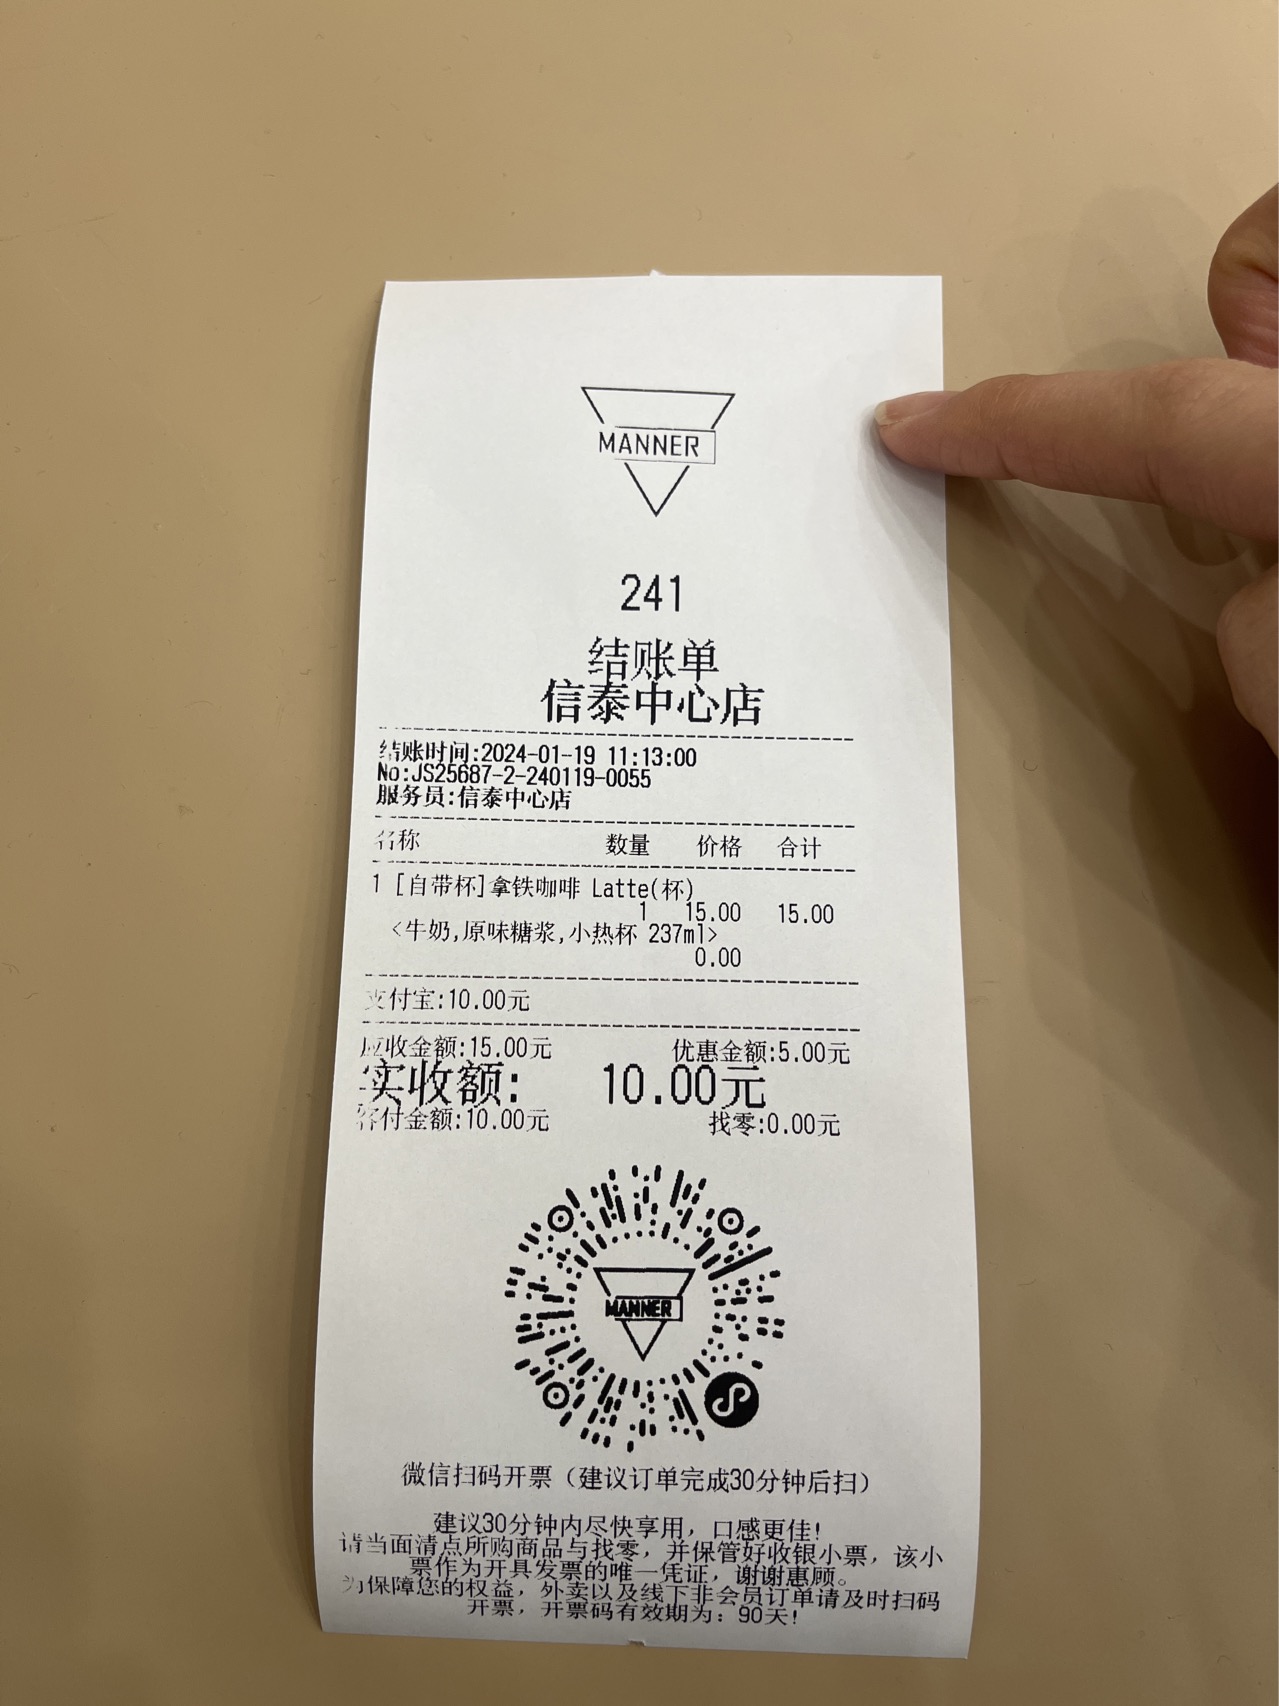 MANNER
241
结账单
信泰中心店
结账时间:2024-01-19 11:13:00
No:JS25687-2-240119-0055
服务员:信泰中心店
名称 数量 价格 合计
1 [自带杯]拿铁咖啡 Latte(杯)
1 15.00 15.00
<牛奶,原味糖浆,小热杯 237ml>
0.00
支付宝:10.00元
应收金额:15.00元 优惠金额:5.00元
实收额: 10.00元
客付金额:10.00元 找零:0.00元
MANNER
微信扫码开票（建议订单完成30分钟后扫）
建议30分钟内尽快享用，口感更佳!
请当面清点所购商品与找零，并保管好收银小票，该小
票作为开具发票的唯一凭证，谢谢惠顾。
为保障您的权益，外卖以及线下非会员订单请及时扫码
开票，开票码有效期为：90天!